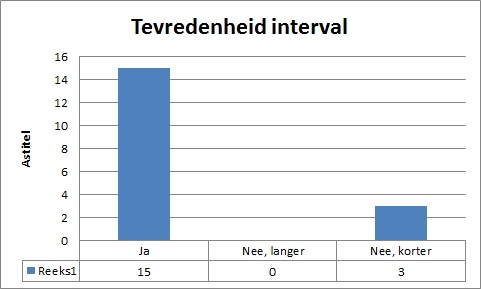 Tevredenheid interval
16
14
12
10
8
6
4
2
0
Astitel
Ja Nee, langer Nee, korter
Reeks1 15 0 3